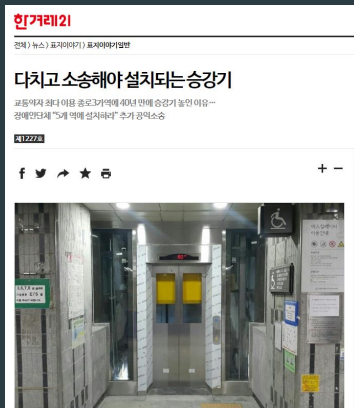 한겨레21
전체 > 뉴스 > 표지이야기 > 표지이야기일반
다치고 소송해야 설치되는 승강기
교통약자 최다 이용 종로3가역에 40년 만에 승강기 놓인 이유…
장애인단체 "5개 역에 설치하라" 추가 공익소송
제1227호